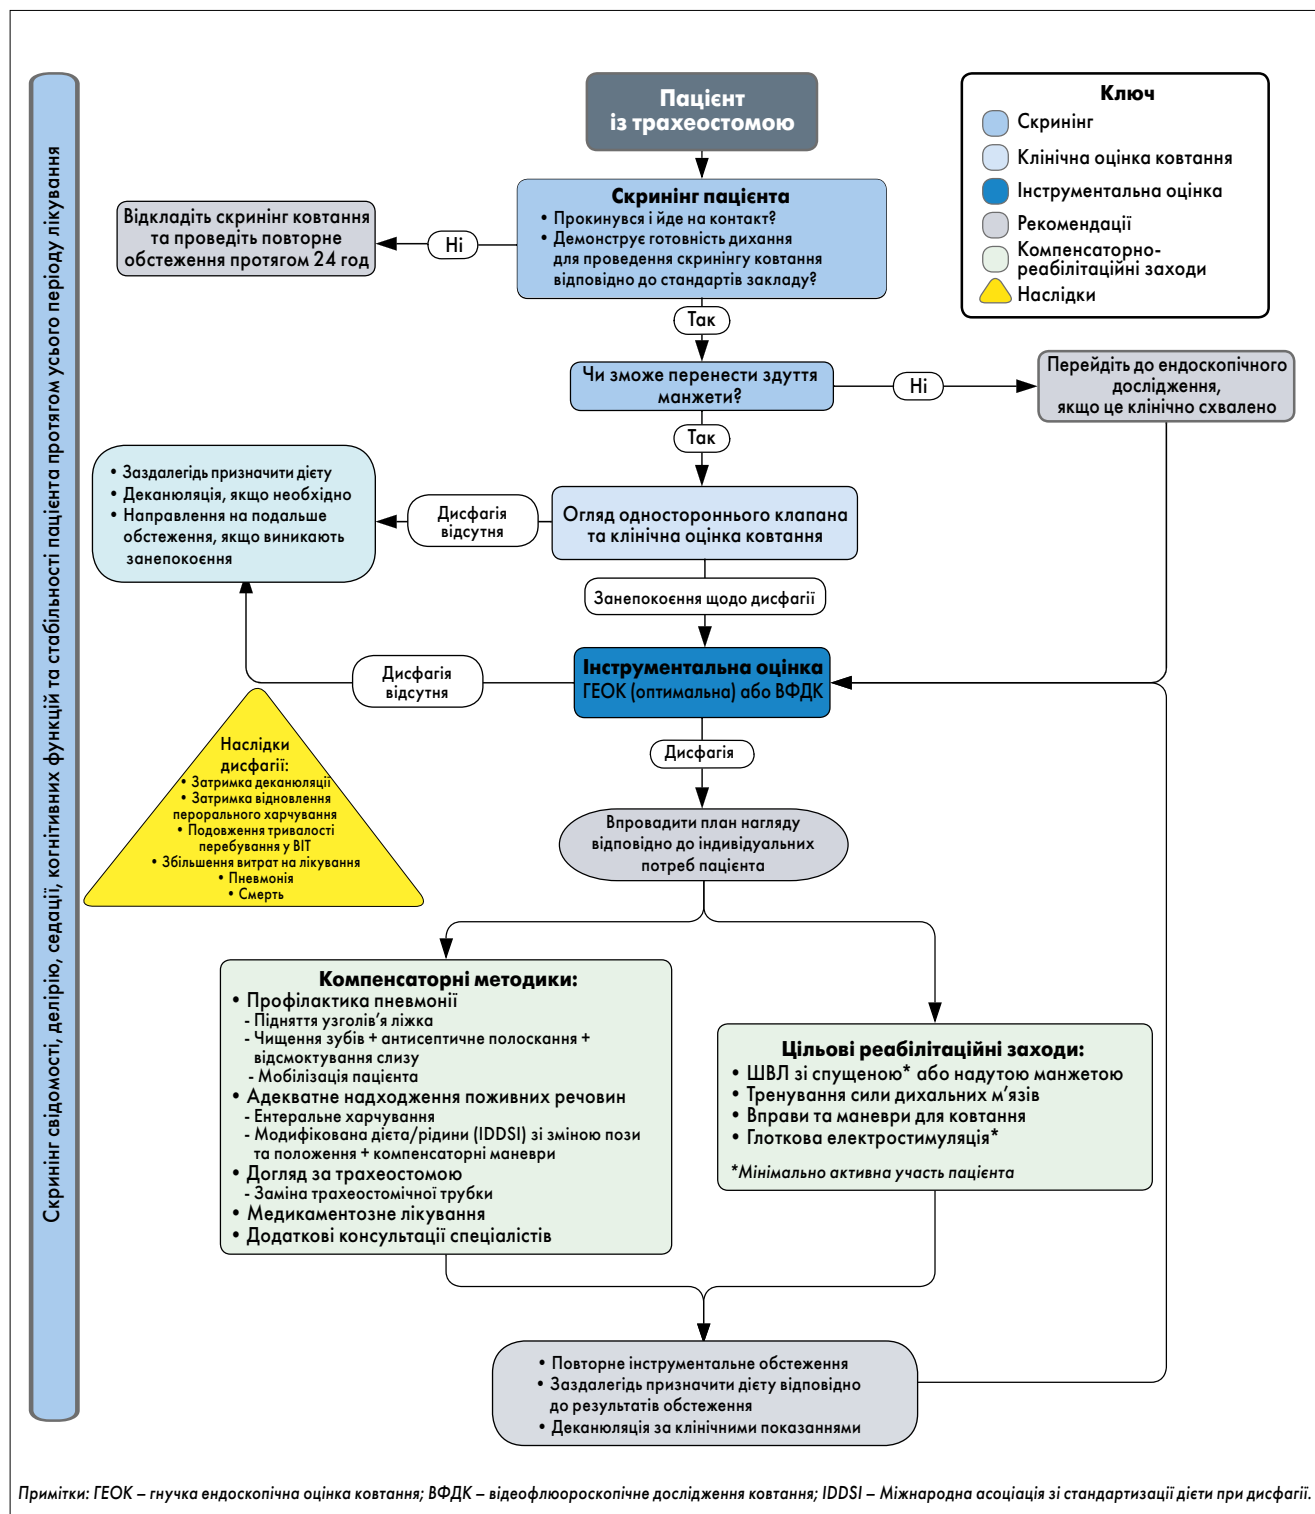 Скринінг свідомості, делірію, седації, когнітивних функцій та стабільності пацієнта протягом усього періоду лікування
Пацієнт
із трахеостомою
Ключ
Скринінг
Клінічна оцінка ковтання
Інструментальна оцінка
Рекомендації
Компенсаторно-
реабілітаційні заходи
Наслідки
Скринінг пацієнта
• Прокинувся і йде на контакт?
• Демонструє готовність дихання
для проведення скринінгу ковтання
відповідно до стандартів закладу?
Ні
Відкладіть скринінг ковтання
та проведіть повторне
обстеження протягом 24 год
Так
Чи зможе перенести здуття
манжети?
Ні
Перейдіть до ендоскопічного
дослідження,
якщо це клінічно схвалено
Так
Огляд одностороннього клапана
та клінічна оцінка ковтання
Дисфагія
відсутня
• Заздалегідь призначити дієту
• Деканюляція, якщо необхідно
• Направлення на подальше
обстеження, якщо виникають
занепокоєння
Занепокоєння щодо дисфагії
Інструментальна оцінка
ГЕОК (оптимальна) або ВФДК
Дисфагія
відсутня
Наслідки
дисфагії:
• Затримка деканюляції
• Затримка відновлення
перорального харчування
• Подовження тривалості
перебування у ВІТ
• Збільшення витрат на лікування
• Пневмонія
• Смерть
Дисфагія
Впровадити план нагляду
відповідно до індивідуальних
потреб пацієнта
Компенсаторні методики:
• Профілактика пневмонії
- Підняття узголів’я ліжка
- Чищення зубів + антисептичне полоскання +
відсмоктування слизу
- Мобілізація пацієнта
• Адекватне надходження поживних речовин
- Ентеральне харчування
- Модифікована дієта/рідини (IDDSI) зі зміною пози
та положення + компенсаторні маневри
• Догляд за трахеостомою
- Заміна трахеостомічної трубки
• Медикаментозне лікування
• Додаткові консультації спеціалістів
Цільові реабілітаційні заходи:
• ШВЛ зі спущеною* або надутою манжетою
• Тренування сили дихальних м’язів
• Вправи та маневри для ковтання
• Глоткова електростимуляція*
*Мінімально активна участь пацієнта
• Повторне інструментальне обстеження
• Заздалегідь призначити дієту відповідно
до результатів обстеження
• Деканюляція за клінічними показаннями
Примітки: ГЕОК – гнучка ендоскопічна оцінка ковтання; ВФДК – відеофлюороскопічне дослідження ковтання; IDDSI – Міжнародна асоціація зі стандартизації дієти при дисфагії.